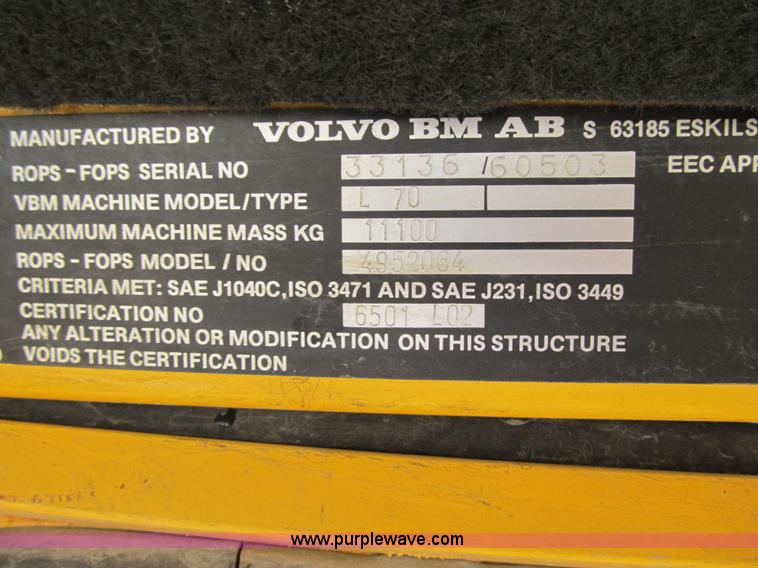 MANUFACTURED BY VOLVO BM AB S 63185 ESKILS
ROPS - FOPS SERIAL NO 33136 / 60503 EEC APP
VBM MACHINE MODEL/TYPE L 70
MAXIMUM MACHINE MASS KG 11100
ROPS - FOPS MODEL / NO 4952064
CRITERIA MET: SAE J1040C, ISO 3471 AND SAE J231, ISO 3449
CERTIFICATION NO 6501 L02
ANY ALTERATION OR MODIFICATION ON THIS STRUCTURE
VOIDS THE CERTIFICATION
www.purplewave.com